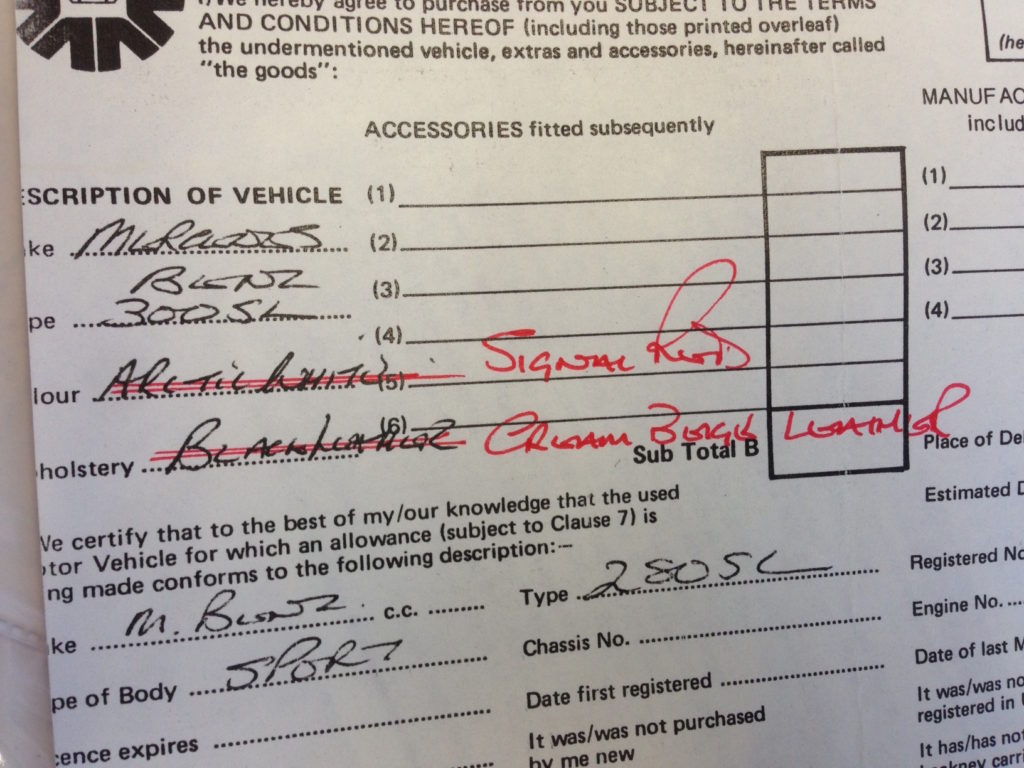 I/We hereby agree to purchase from you SUBJECT TO THE TERMS
AND CONDITIONS HEREOF (including those printed overleaf)
the undermentioned vehicle, extras and accessories, hereinafter called
"the goods":
(he
ACCESSORIES fitted subsequently
MANUFAC
includ
ESCRIPTION OF VEHICLE (1)
(1)
ke MERCEDES (2)
(2)
BENZ
(3)
(3)
pe 300SL
(4)
(4)
lour ARCTIC WHITE (5) SIGNAL RED
holstery BLACK LEATHER (6) CREAM BEIGE LEATHER
Sub Total B
Place of Del
Estimated D
We certify that to the best of my/our knowledge that the used
otor Vehicle for which an allowance (subject to Clause 7) is
ng made conforms to the following description:—
ke M. BENZ c.c. Type 280SL
Registered No
Chassis No.
Engine No.
pe of Body SPORT
Date first registered
Date of last M
cence expires
It was/was not purchased
by me new
It was/was no
registered in
It has/has not
ckney carri